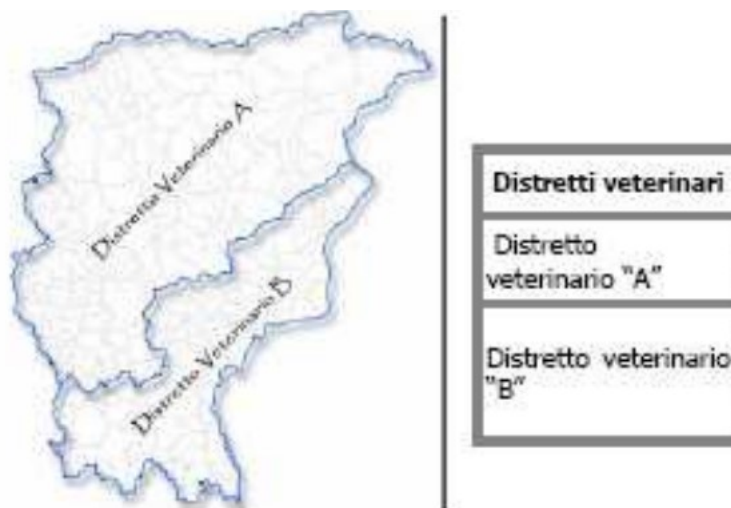 Distretto Veterinario A
Distretto Veterinario B
Distretti veterinari
Distretto
veterinario "A"
Distretto veterinario
"B"